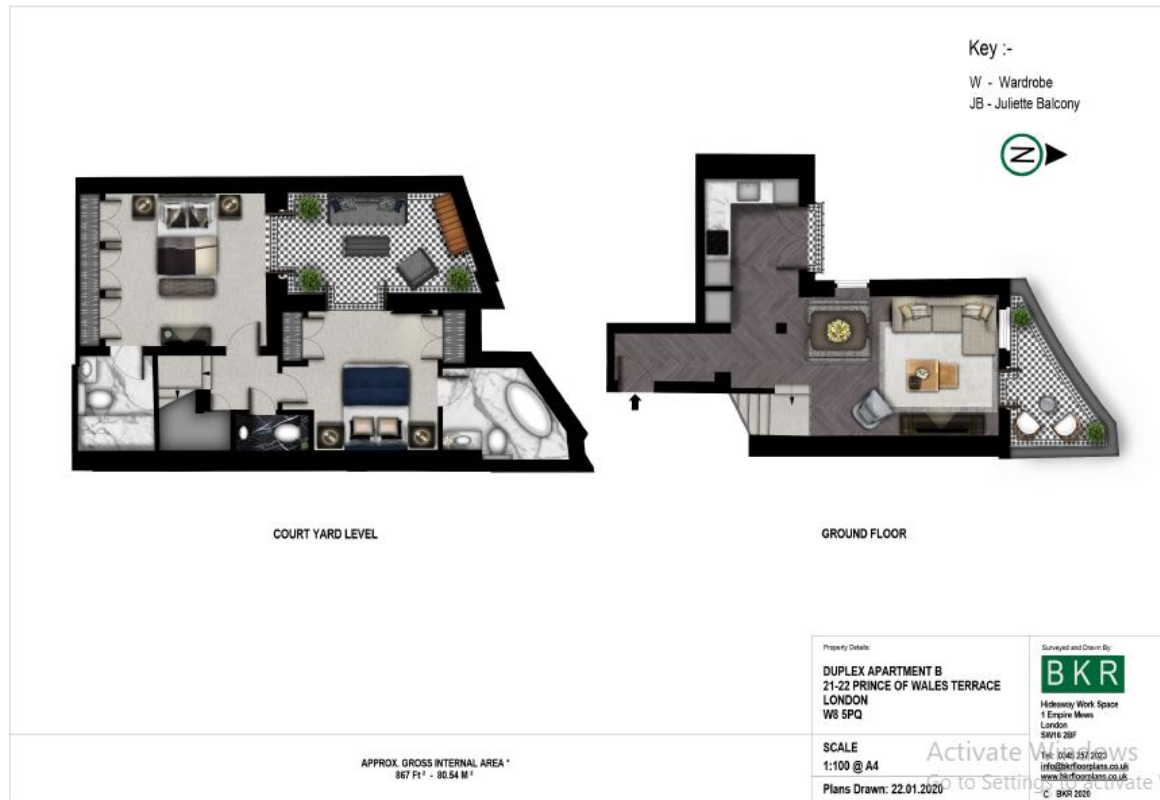 Key :-
W - Wardrobe
JB - Juliette Balcony
N
COURT YARD LEVEL
GROUND FLOOR
Property Details:
DUPLEX APARTMENT B
21-22 PRINCE OF WALES TERRACE
LONDON
W8 5PQ
SCALE
1:100 @ A4
Plans Drawn: 22.01.2020
Surveyed and Drawn By:
BKR
Hideaway Work Space
1 Empire Mews
London
SW16 2BF
info@bkrfloorplans.co.uk
www.bkrfloorplans.co.uk
C BKR 2020
Activate Windows
Go to Settings to activate
APPROX. GROSS INTERNAL AREA *
867 Ft² - 80.54 M²